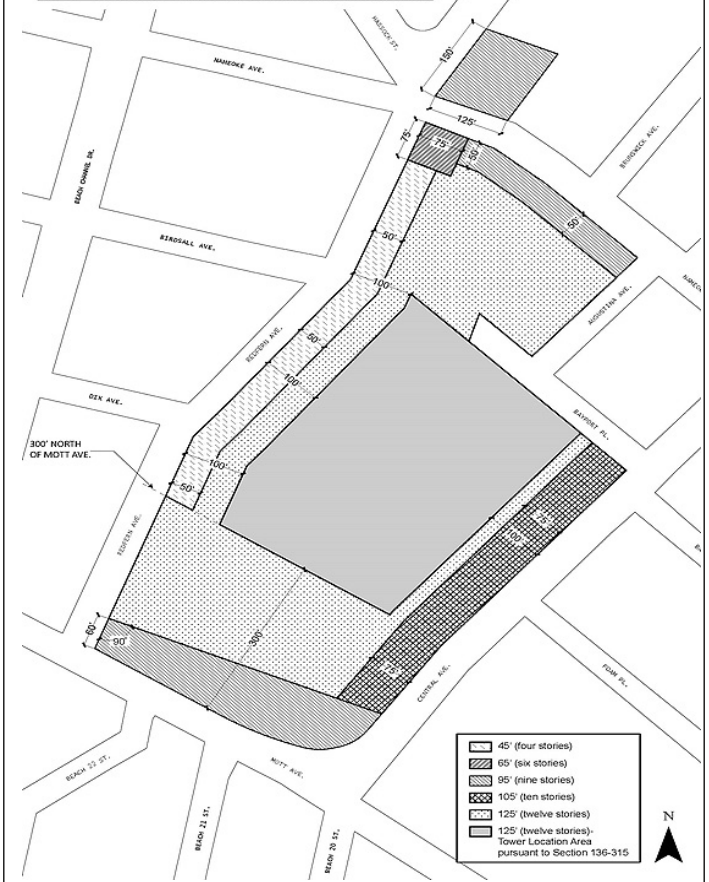 HASSOCK ST.
NAMEOKE AVE.
150'
125'
75'
75'
50'
BRUNSWICK AVE.
BEACH CHANNEL DR.
BIRDSALL AVE.
50'
50'
100'
AUGUSTINA AVE.
REDFERN AVE.
50'
100'
DIX AVE.
BAYPORT PL.
300' NORTH
OF MOTT AVE.
100'
50'
75'
100'
REDFERN AVE.
60'
90'
300'
75'
CENTRAL AVE.
FOAM PL.
MOTT AVE.
BEACH 22 ST.
BEACH 21 ST.
BEACH 20 ST.
45' (four stories)
65' (six stories)
95' (nine stories)
105' (ten stories)
125' (twelve stories)
125' (twelve stories)-
Tower Location Area
pursuant to Section 136-315
N